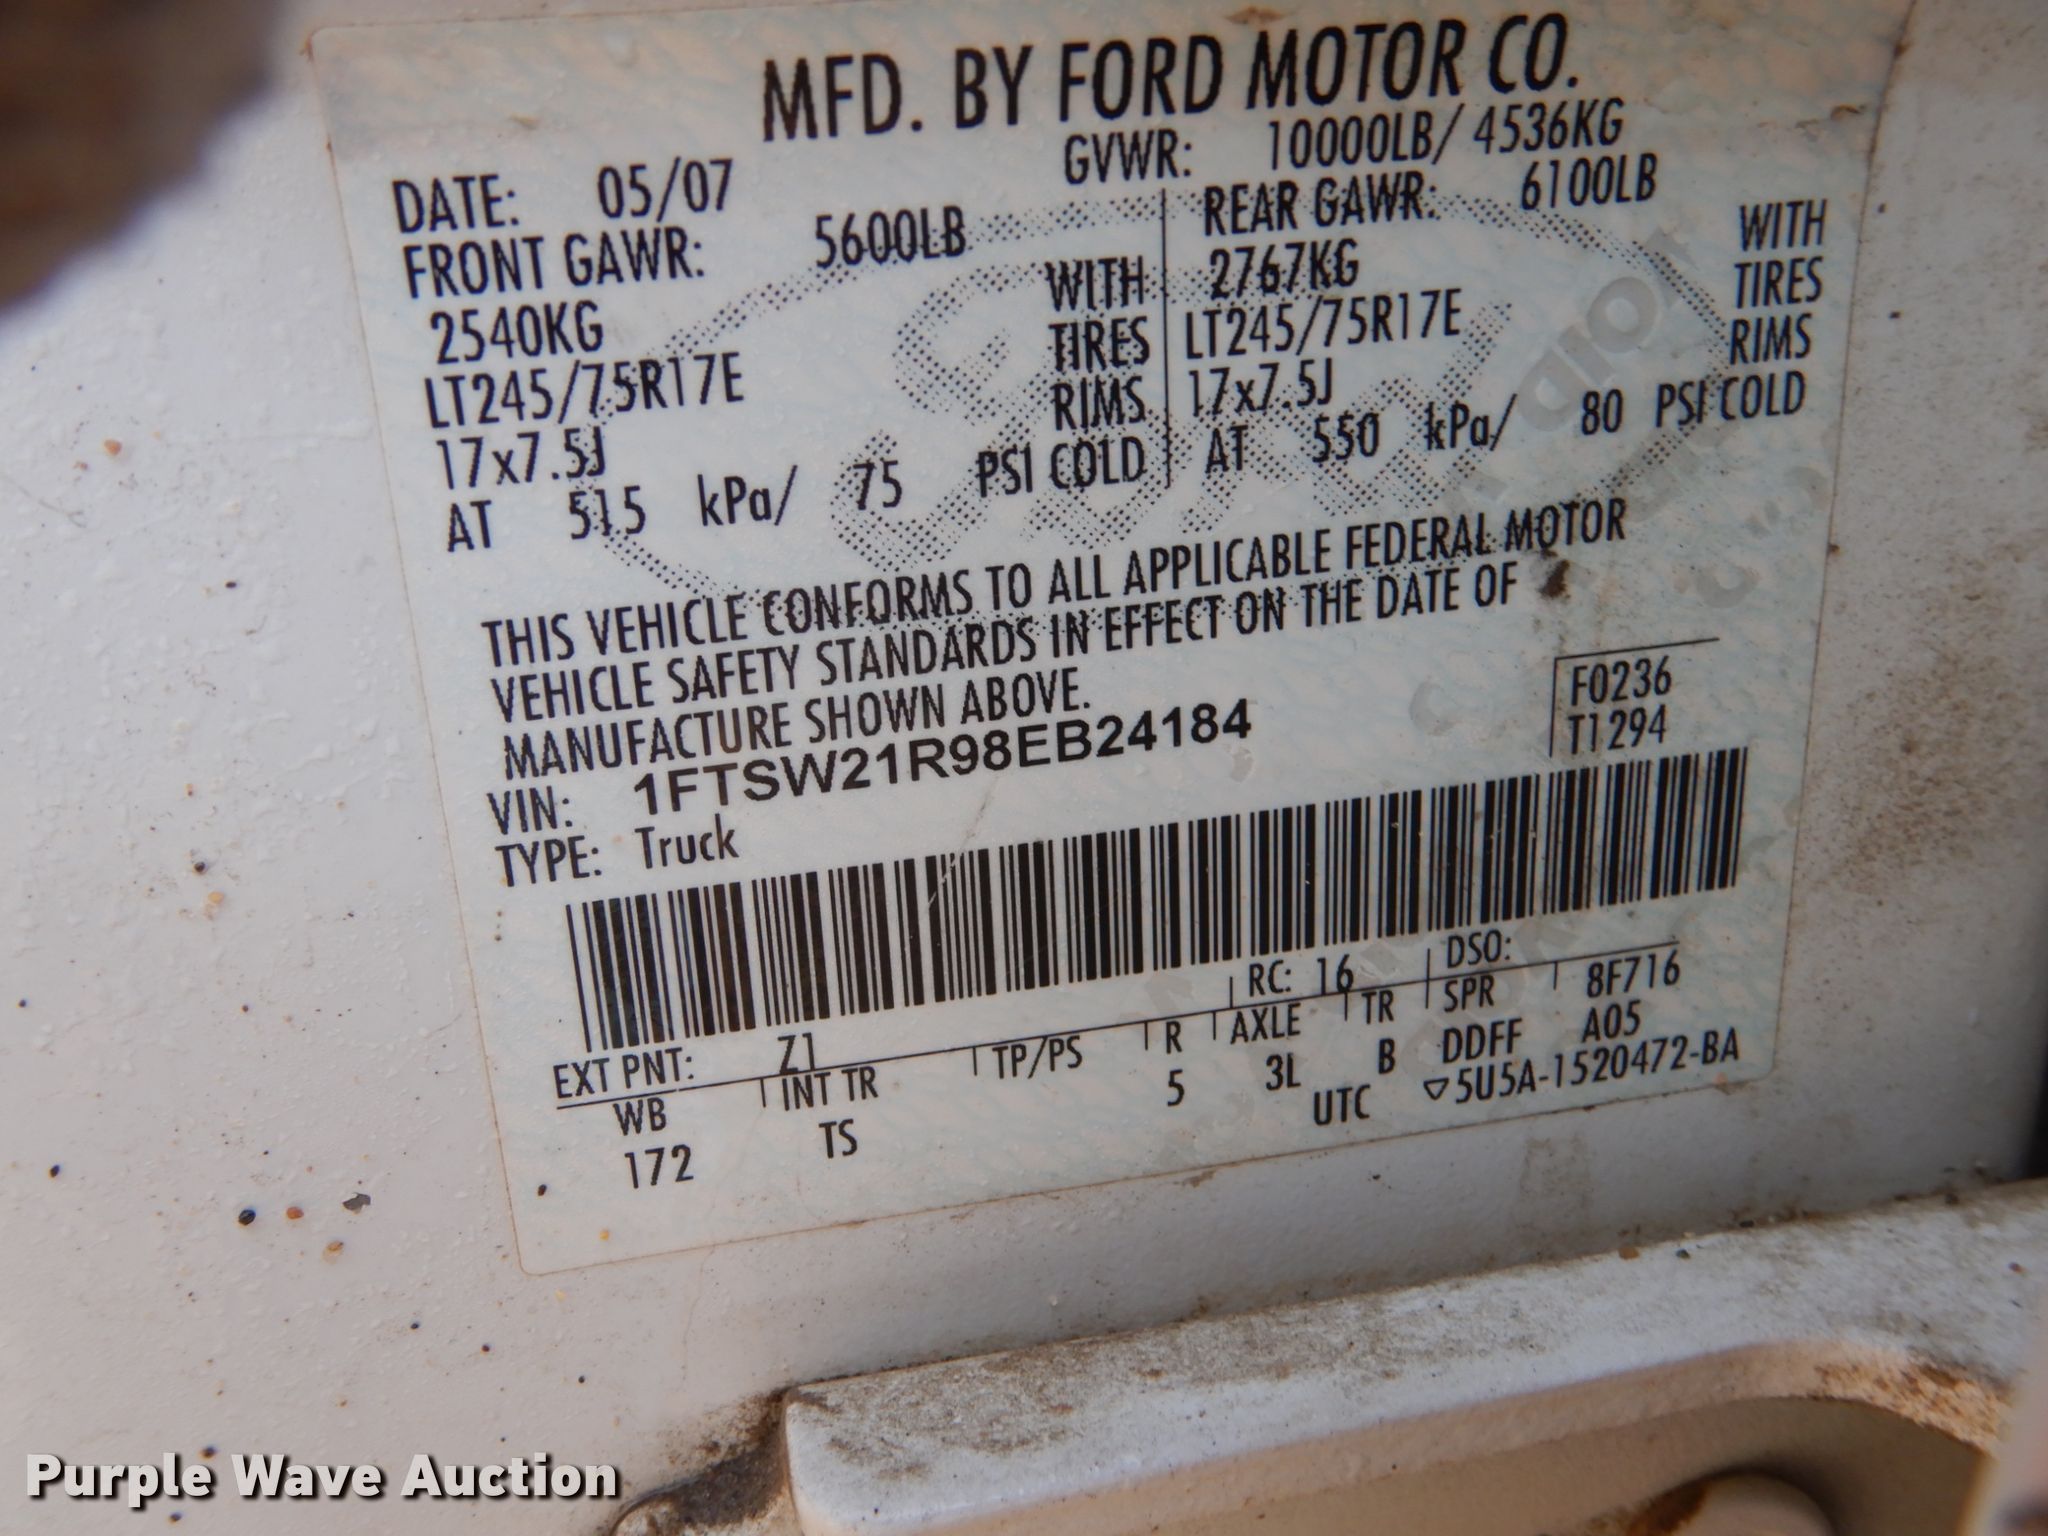 MFD. BY FORD MOTOR CO.
DATE: 05/07 GVWR: 10000LB/ 4536KG
FRONT GAWR: 5600LB REAR GAWR: 6100LB
2540KG WITH 2767KG WITH
LT245/75R17E TIRES LT245/75R17E TIRES
17x7.5J RIMS 17x7.5J RIMS
AT 515 kPa/ 75 PSI COLD AT 550 kPa/ 80 PSI COLD
THIS VEHICLE CONFORMS TO ALL APPLICABLE FEDERAL MOTOR
VEHICLE SAFETY STANDARDS IN EFFECT ON THE DATE OF
MANUFACTURE SHOWN ABOVE.
F0236
T1294
VIN: 1FTSW21R98EB24184
TYPE: Truck
EXT PNT: Z1 RC: 16 DSO:
WB INT TR TP/PS R AXLE TR SPR 8F716
172 TS 5 3L B DDFF A05
UTC ▽5U5A-1520472-BA
Purple Wave Auction